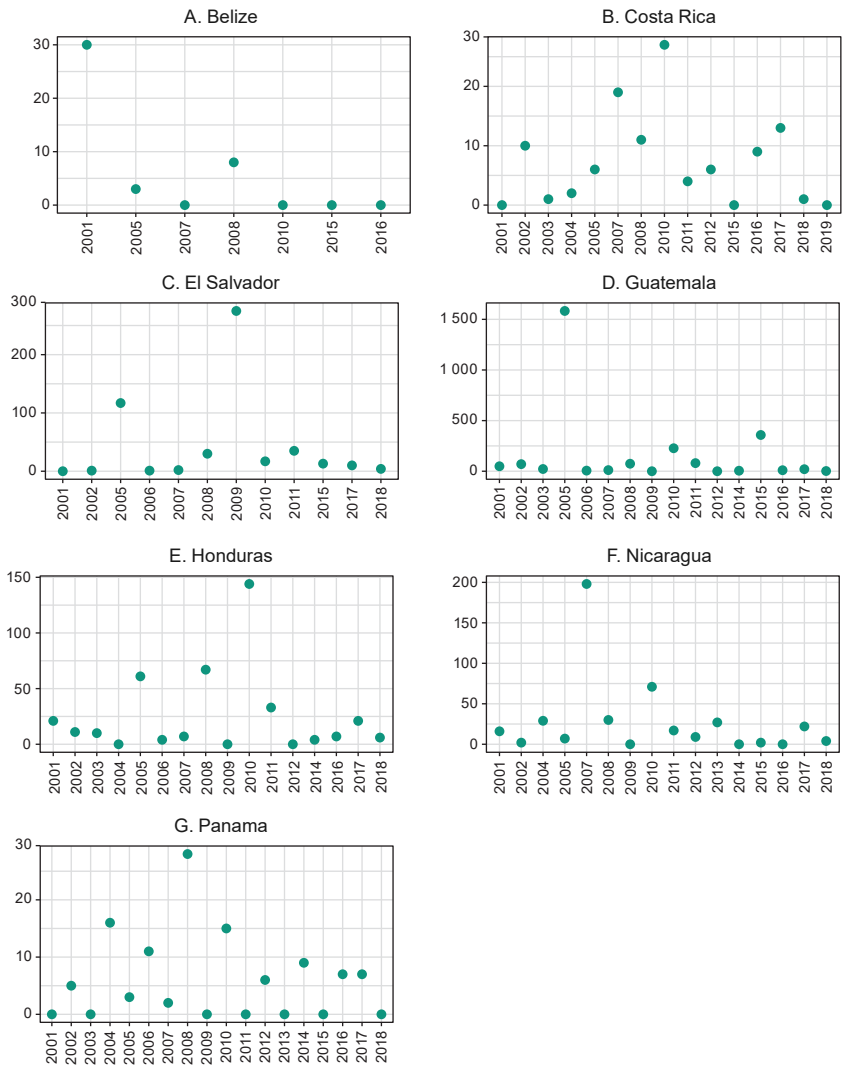 A. Belize
30
20
10
0
2001 2005 2007 2008 2010 2015 2016
B. Costa Rica
30
20
10
0
2001 2002 2003 2004 2005 2007 2008 2010 2011 2012 2015 2016 2017 2018 2019
C. El Salvador
300
200
100
0
2001 2002 2005 2006 2007 2008 2009 2010 2011 2015 2017 2018
D. Guatemala
1 500
1 000
500
0
2001 2002 2003 2005 2006 2007 2008 2009 2010 2011 2012 2014 2015 2016 2017 2018
E. Honduras
150
100
50
0
2001 2002 2003 2004 2005 2006 2007 2008 2009 2010 2011 2012 2014 2016 2017 2018
F. Nicaragua
200
150
100
50
0
2001 2002 2004 2005 2007 2008 2009 2010 2011 2012 2013 2014 2015 2016 2017 2018
G. Panama
30
20
10
0
2001 2002 2003 2004 2005 2006 2007 2008 2009 2010 2011 2012 2013 2014 2015 2016 2017 2018